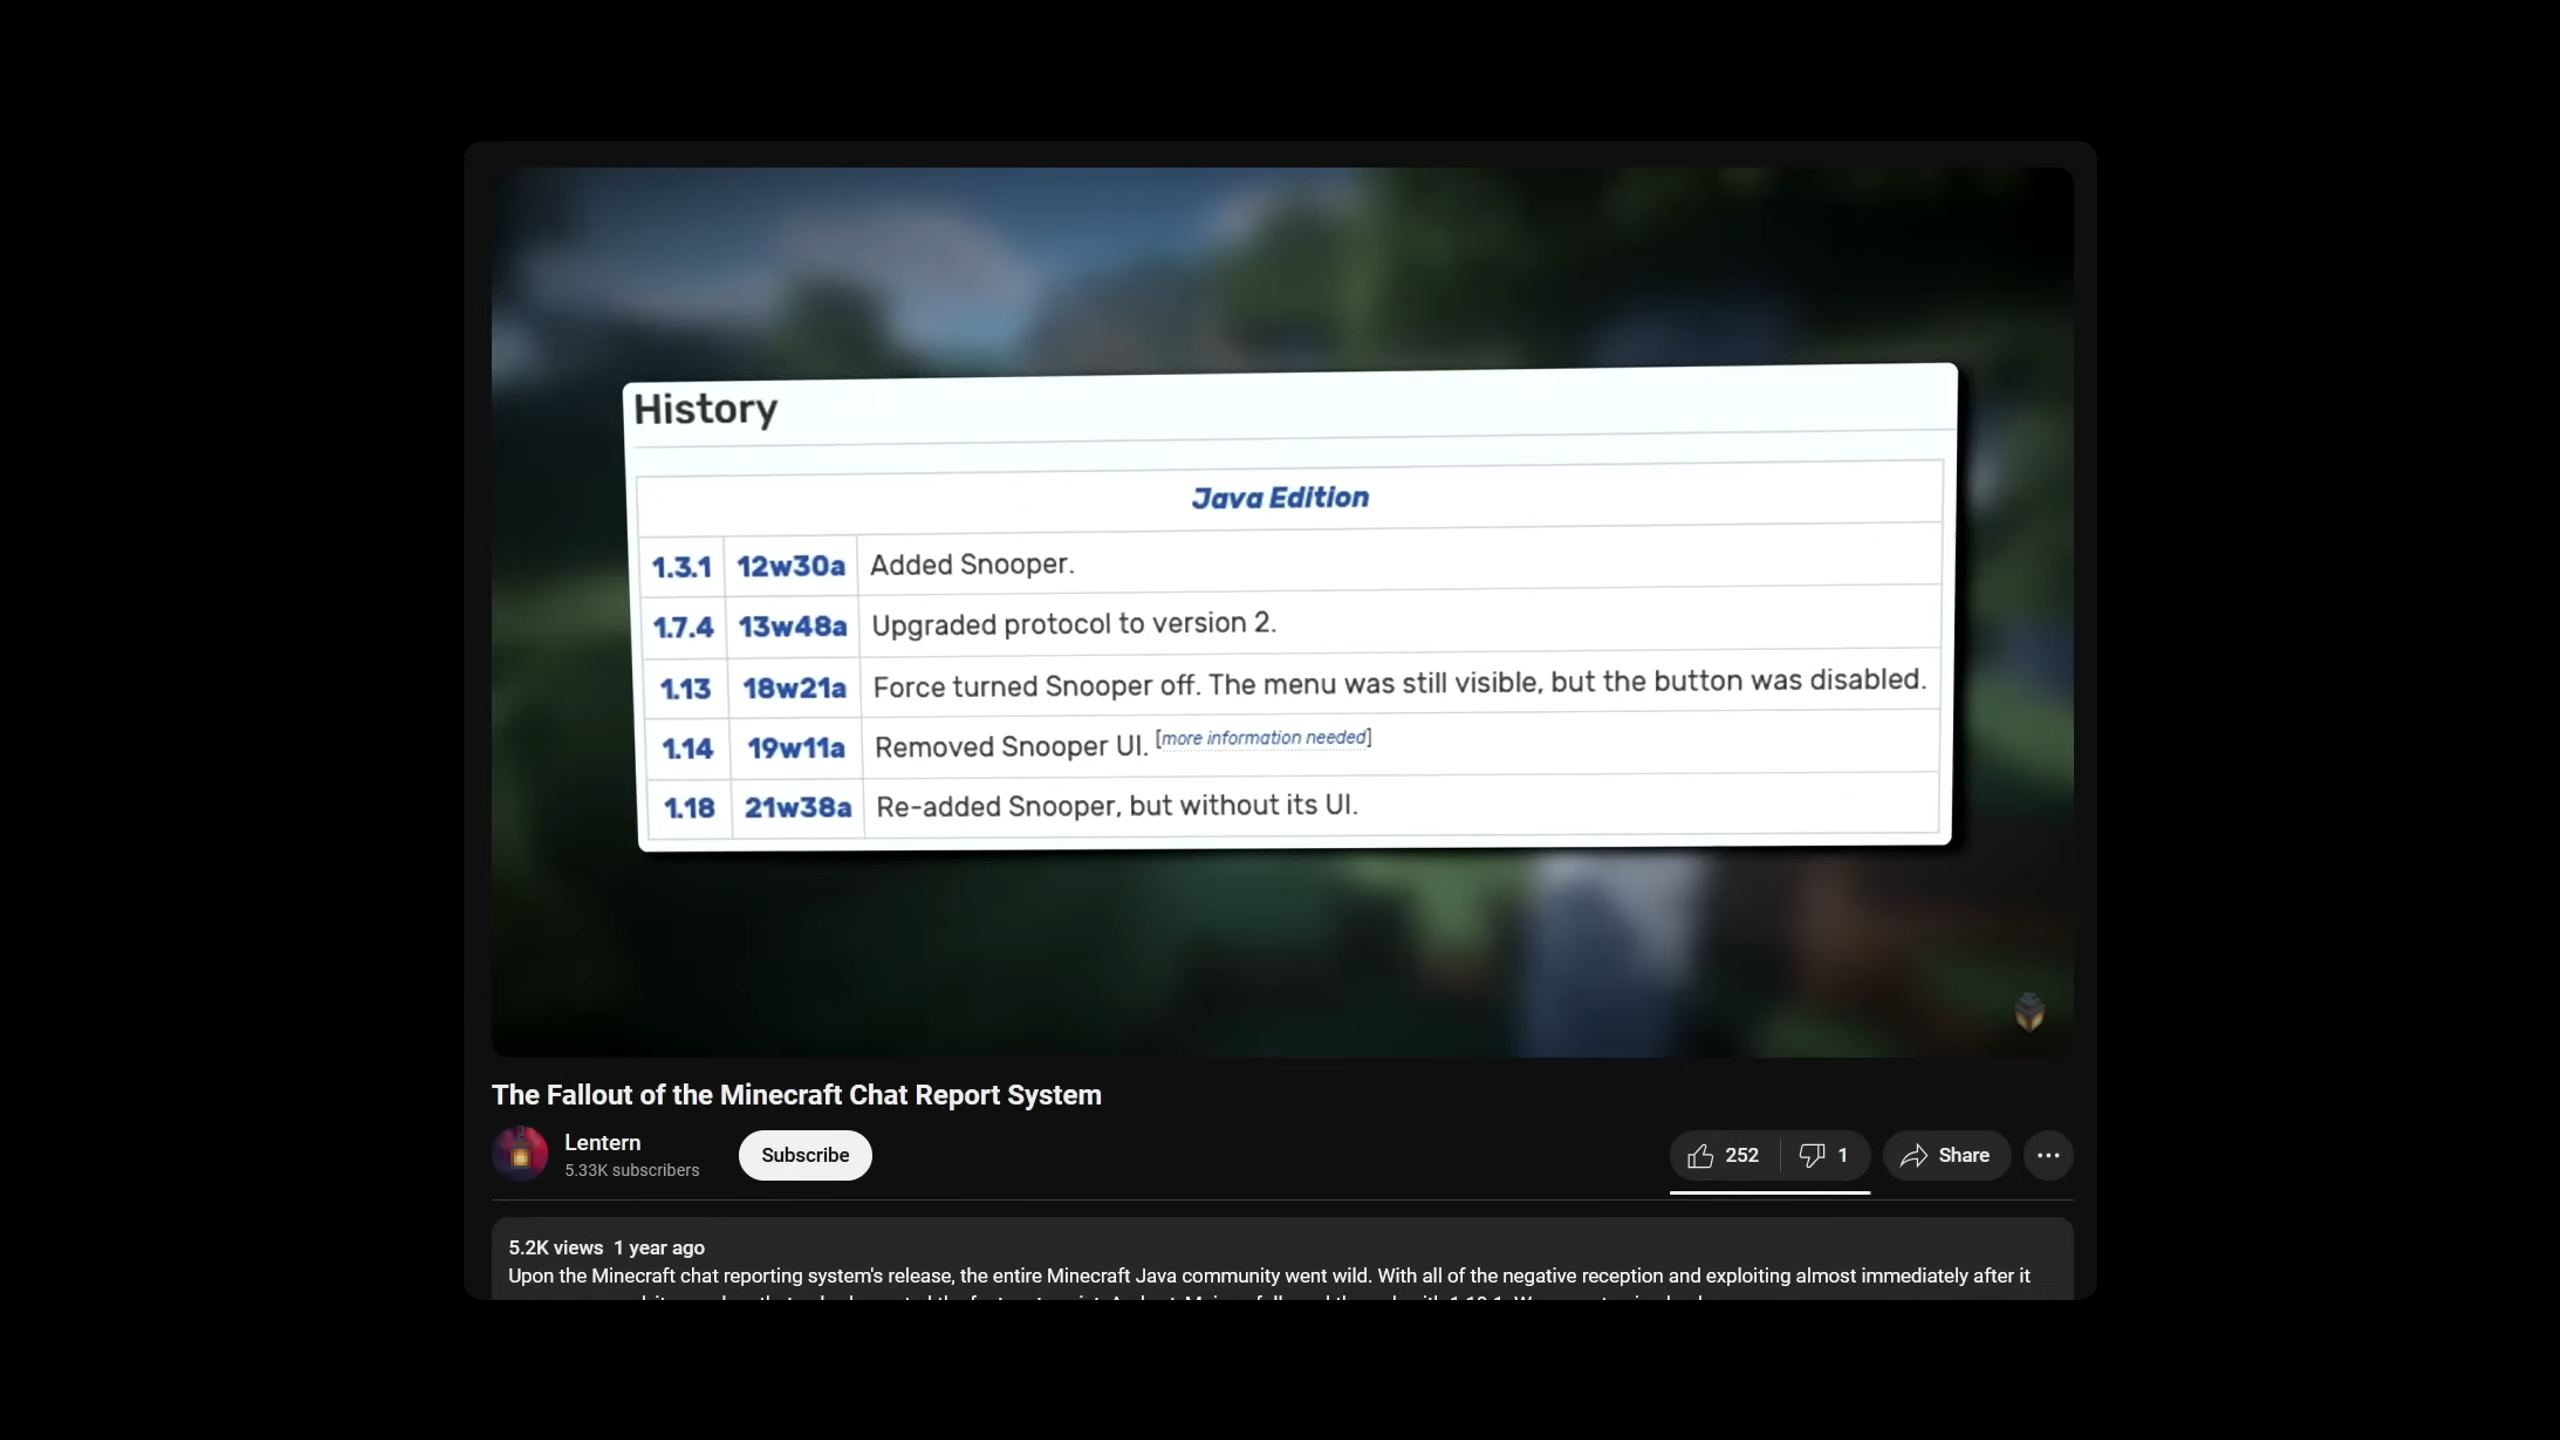 History
Java Edition
1.3.1 12w30a Added Snooper.
1.7.4 13w48a Upgraded protocol to version 2.
1.13 18w21a Force turned Snooper off. The menu was still visible, but the button was disabled.
1.14 19w11a Removed Snooper UI. [more information needed]
1.18 21w38a Re-added Snooper, but without its UI.
The Fallout of the Minecraft Chat Report System
Lentern
5.33K subscribers
Subscribe
252
1
Share
5.2K views 1 year ago
Upon the Minecraft chat reporting system's release, the entire Minecraft Java community went wild. With all of the negative reception and exploiting almost immediately after it